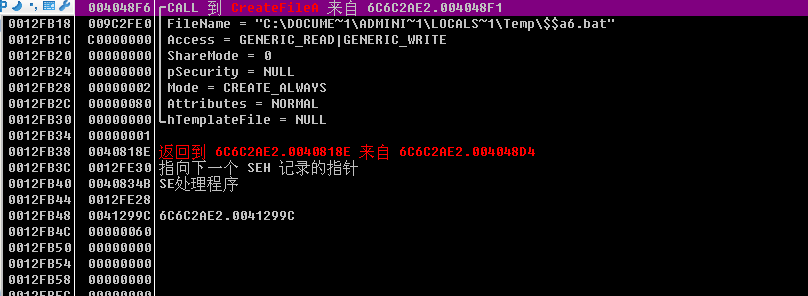 004048F6 CALL 到 CreateFileA 来自 6C6C2AE2.004048F1
0012FB18 009C2FE0 FileName = "C:\DOCUME~1\ADMINI~1\LOCALS~1\Temp\$$a6.bat"
0012FB1C C0000000 Access = GENERIC_READ|GENERIC_WRITE
0012FB20 00000000 ShareMode = 0
0012FB24 00000000 pSecurity = NULL
0012FB28 00000002 Mode = CREATE_ALWAYS
0012FB2C 00000080 Attributes = NORMAL
0012FB30 00000000 hTemplateFile = NULL
0012FB34 00000001
0012FB38 0040818E 返回到 6C6C2AE2.0040818E 来自 6C6C2AE2.004048D4
0012FB3C 0012FE30 指向下一个 SEH 记录的指针
0012FB40 0040834B SE处理程序
0012FB44 0012FE28
0012FB48 0041299C 6C6C2AE2.0041299C
0012FB4C 00000060
0012FB50 00000000
0012FB54 00000000
0012FB58 00000000